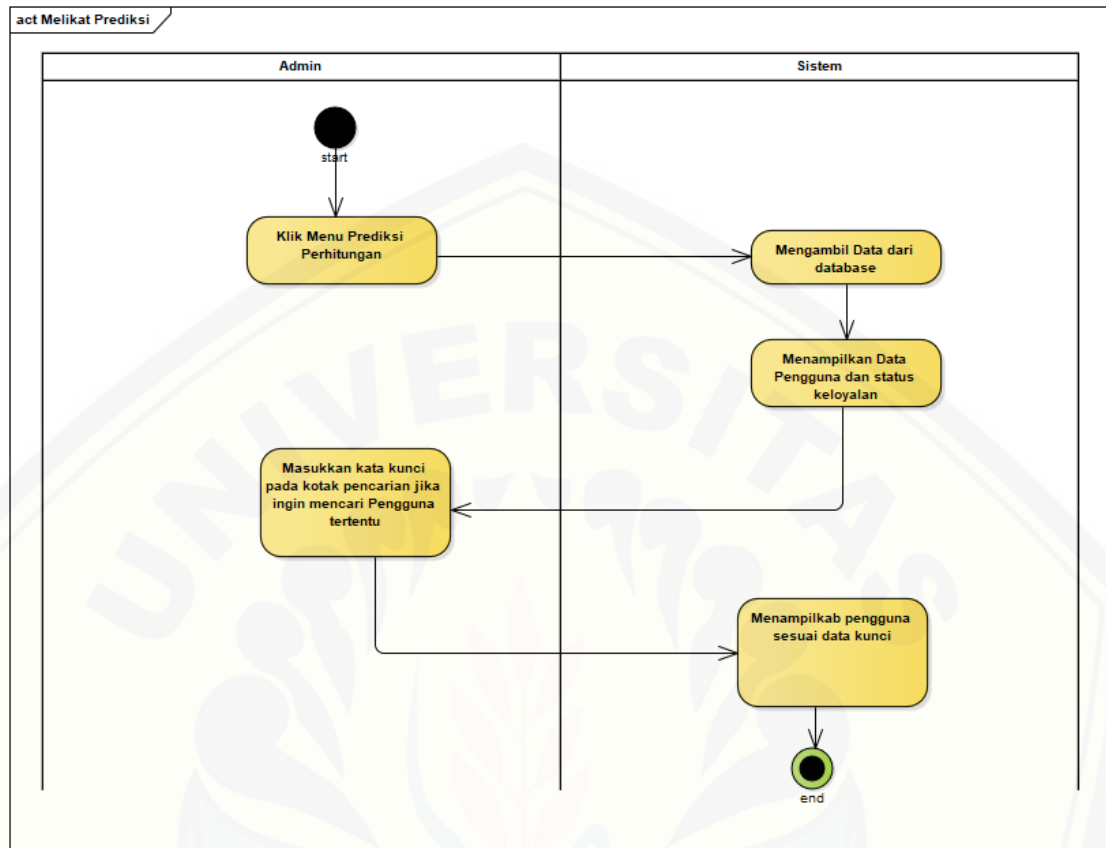 act Melikat Prediksi
Admin
Sistem
start
Klik Menu Prediksi
Perhitungan
Mengambil Data dari
database
Menampilkan Data
Pengguna dan status
keloyalan
Masukkan kata kunci
pada kotak pencarian jika
ingin mencari Pengguna
tertentu
Menampilkab pengguna
sesuai data kunci
end
UNIVERSITAS